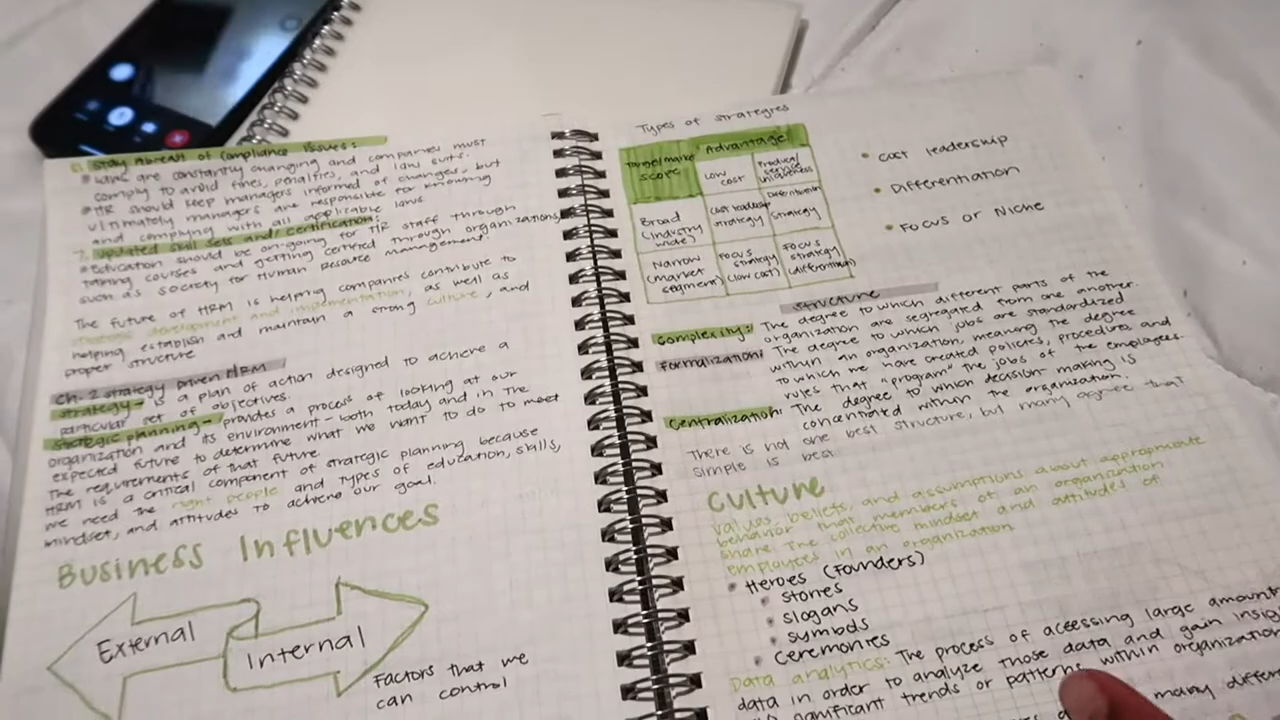 Stay Abreast of Compliance Issues:
* Laws are constantly changing and companies must
comply to avoid fines, penalties, and law suits.
* HR should keep managers informed of changes, but
ultimately managers are responsible for knowing
and complying with all applicable laws
7. Updated skill sets and certification:
* Education should be on-going for HR staff through
training courses and getting certified through organizations,
such as Society for Human Resource Management.
The future of HRM is helping companies contribute to
strategic development and implementation, as well as
helping establish and maintain a strong culture, and
proper structure
Ch. 2 strategy Driven HRM
Strategy - is a plan of action designed to achieve a
particular set of objectives.
Strategic planning - provides a process of looking at our
organization and its environment - both today and in the
expected future to determine what we want to do to meet
the requirements of that future
HRM is a critical component of strategic planning because
we need the right people and types of education, skills,
mindset, and attitudes to achieve our goal.
Business Influences
External
Internal
Factors that we
can control
Types of strategies
Target/market scope
Advantage
Low cost
Product/service uniqueness
Broad (industry wide)
Cost leadership strategy
Differentiation strategy
Narrow (market segment)
Focus strategy (low cost)
Focus strategy (differentiation)
• Cost leadership
• Differentiation
• Focus or Niche
Structure
Complexity: The degree to which different parts of the
organization are segregated from one another.
Formalization: The degree to which jobs are standardized
within an organization, meaning the degree
to which we have created policies, procedures, and
rules that "program" the jobs of the employees.
Centralization: The degree to which decision-making is
concentrated within the organization.
There is not one best structure, but many agree that
simple is best
Culture
values, beliefs, and assumptions about appropriate
behavior that members of an organization
share. The collective mindset and attitudes of
employees in an organization
• Heroes (Founders)
• stories
• slogans
• symbols
• ceremonies
Data analytics: The process of accessing large amounts
data in order to analyze those data and gain insig
significant trends or patterns within organization
many differen